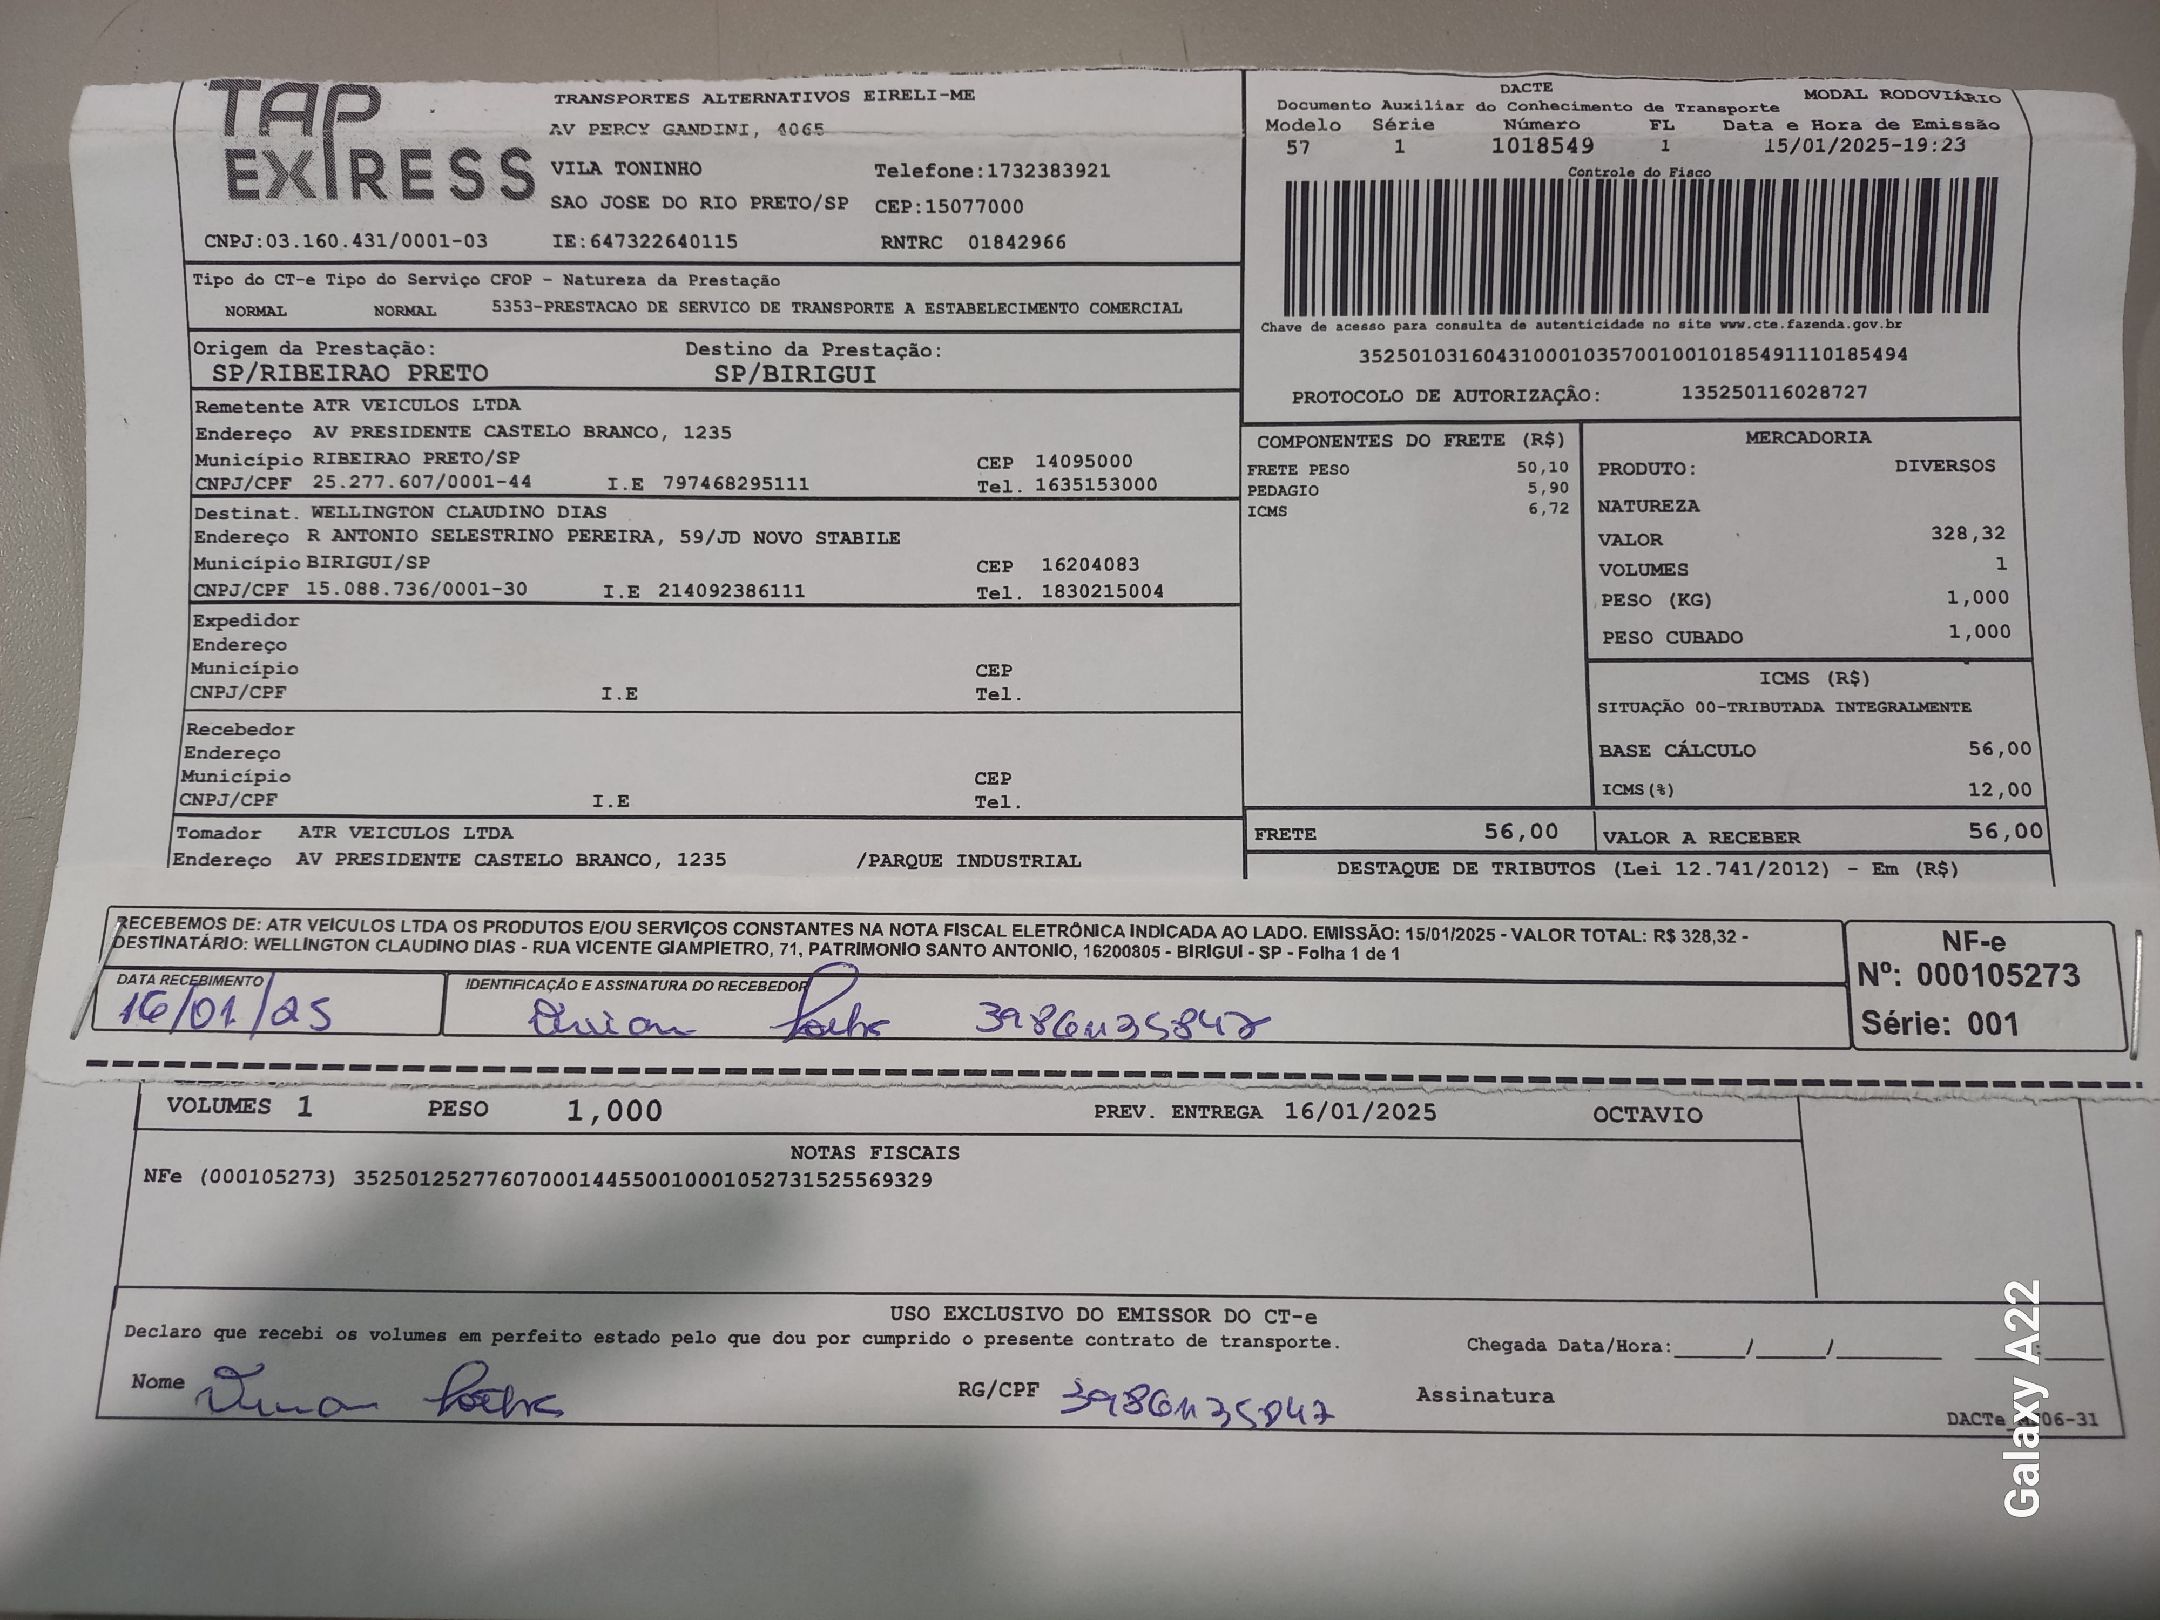 TAP EXPRESS
TRANSPORTES ALTERNATIVOS EIRELI-ME
AV PERCY GANDINI, 4065
VILA TONINHO Telefone:1732383921
SAO JOSE DO RIO PRETO/SP CEP:15077000
CNPJ:03.160.431/0001-03 IE:647322640115 RNTRC 01842966
DACTE
Documento Auxiliar do Conhecimento de Transporte MODAL RODOVIÁRIO
Modelo Série Número FL Data e Hora de Emissão
57 1 1018549 1 15/01/2025-19:23
Controle do Fisco
Chave de acesso para consulta de autenticidade no site www.cte.fazenda.gov.br
35250103160431000103570010010185491110185494
PROTOCOLO DE AUTORIZAÇÂO: 135250116028727
Tipo do CT-e Tipo do Serviço CFOP - Natureza da Prestação
NORMAL NORMAL 5353-PRESTACAO DE SERVICO DE TRANSPORTE A ESTABELECIMENTO COMERCIAL
Origem da Prestação: Destino da Prestação:
SP/RIBEIRAO PRETO SP/BIRIGUI
Remetente ATR VEICULOS LTDA
Endereço AV PRESIDENTE CASTELO BRANCO, 1235
Município RIBEIRAO PRETO/SP CEP 14095000
CNPJ/CPF 25.277.607/0001-44 I.E 797468295111 Tel. 1635153000
Destinat. WELLINGTON CLAUDINO DIAS
Endereço R ANTONIO SELESTRINO PEREIRA, 59/JD NOVO STABILE
Município BIRIGUI/SP CEP 16204083
CNPJ/CPF 15.088.736/0001-30 I.E 214092386111 Tel. 1830215004
Expedidor
Endereço
Município CEP
CNPJ/CPF I.E Tel.
Recebedor
Endereço
Município CEP
CNPJ/CPF I.E Tel.
Tomador ATR VEICULOS LTDA
Endereço AV PRESIDENTE CASTELO BRANCO, 1235 /PARQUE INDUSTRIAL
COMPONENTES DO FRETE (R$)
FRETE PESO 50,10
PEDAGIO 5,90
ICMS 6,72
MERCADORIA
PRODUTO: DIVERSOS
NATUREZA
VALOR 328,32
VOLUMES 1
PESO (KG) 1,000
PESO CUBADO 1,000
ICMS (R$)
SITUAÇÃO 00-TRIBUTADA INTEGRALMENTE
BASE CÁLCULO 56,00
ICMS(%) 12,00
FRETE 56,00 VALOR A RECEBER 56,00
DESTAQUE DE TRIBUTOS (Lei 12.741/2012) - Em (R$)
RECEBEMOS DE: ATR VEICULOS LTDA OS PRODUTOS E/OU SERVIÇOS CONSTANTES NA NOTA FISCAL ELETRÔNICA INDICADA AO LADO. EMISSÃO: 15/01/2025 - VALOR TOTAL: R$ 328,32 -
DESTINATÁRIO: WELLINGTON CLAUDINO DIAS - RUA VICENTE GIAMPIETRO, 71, PATRIMONIO SANTO ANTONIO, 16200805 - BIRIGUI - SP - Folha 1 de 1
DATA RECEBIMENTO IDENTIFICAÇÃO E ASSINATURA DO RECEBEDOR
16/01/25
NF-e
Nº: 000105273
Série: 001
VOLUMES 1 PESO 1,000 PREV. ENTREGA 16/01/2025 OCTAVIO
NOTAS FISCAIS
NFe (000105273) 35250125277607000144550010001052731525569329
USO EXCLUSIVO DO EMISSOR DO CT-e
Declaro que recebi os volumes em perfeito estado pelo que dou por cumprido o presente contrato de transporte. Chegada Data/Hora:_____/_____/_______ ___:____
Nome RG/CPF Assinatura
DACTe 06-31
Galaxy A22